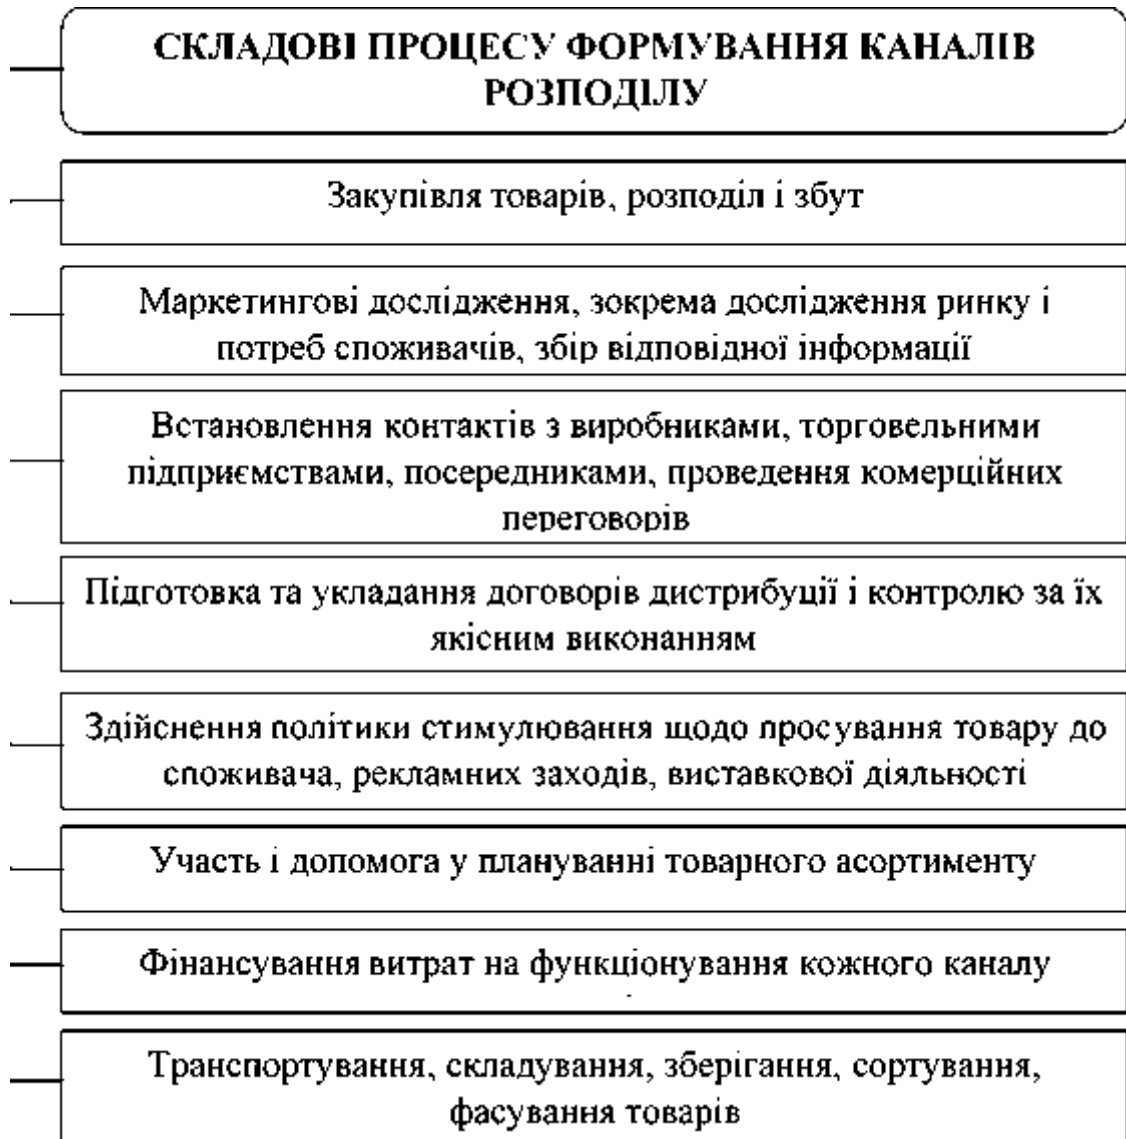 СКЛАДОВІ ПРОЦЕСУ ФОРМУВАННЯ КАНАЛІВ
РОЗПОДІЛУ
Закупівля товарів, розподіл і збут
Маркетингові дослідження, зокрема дослідження ринку і
потреб споживачів, збір відповідної інформації
Встановлення контактів з виробниками, торговельними
підприємствами, посередниками, проведення комерційних
переговорів
Підготовка та укладання договорів дистрибуції і контролю за їх
якісним виконанням
Здійснення політики стимулювання щодо просування товару до
споживача, рекламних заходів, виставкової діяльності
Участь і допомога у плануванні товарного асортименту
Фінансування витрат на функціонування кожного каналу
Транспортування, складування, зберігання, сортування,
фасування товарів